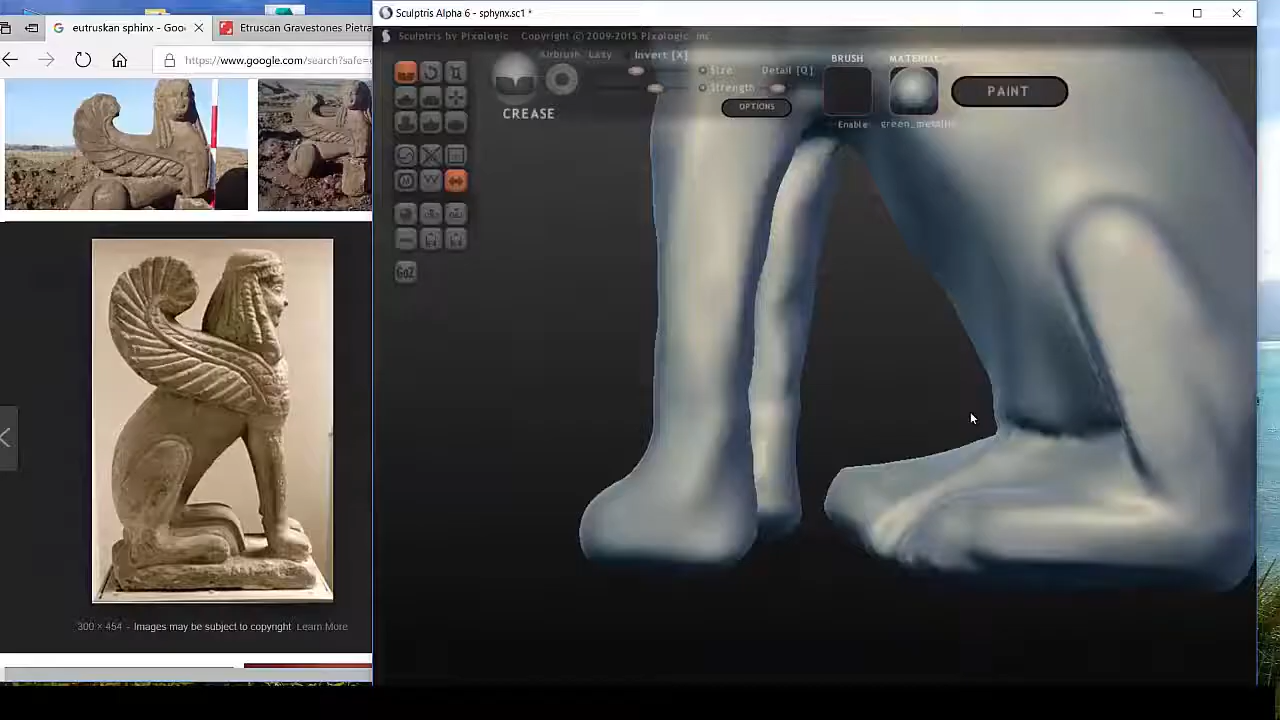 eutruskan sphinx - Goo
Etruscan Gravestones Pietra
https://www.google.com/search?safe=
300 × 454 - Images may be subject to copyright Learn More
Sculptris Alpha 6 - sphynx.sc1 *
Sculptris by Pixologic. Copyright © 2009-2015 Pixologic, Inc.
Airbrush Lazy Invert [X]
Size Detail [Q]
Strength
OPTIONS
CREASE
BRUSH
Enable
MATERIAL
green_metallic
PAINT
GoZ